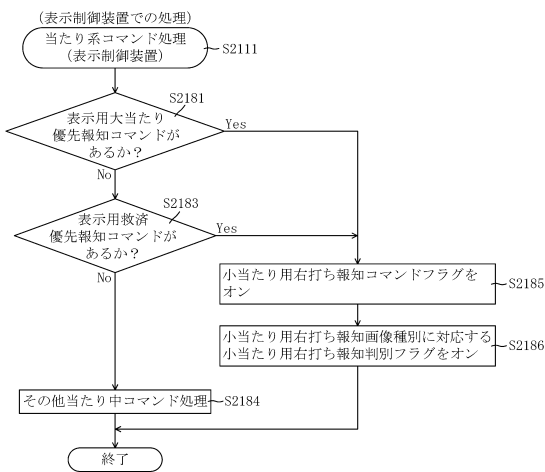 (表示制御装置での処理)
当たり系コマンド処理
(表示制御装置)
S2111
S2181
表示用大当たり
優先報知コマンドが
あるか?
Yes
No
S2183
表示用救済
優先報知コマンドが
あるか?
Yes
No
小当たり用右打ち報知コマンドフラグを
オン
S2185
小当たり用右打ち報知画像種別に対応する
小当たり用右打ち報知判別フラグをオン
S2186
その他当たり中コマンド処理
S2184
終了